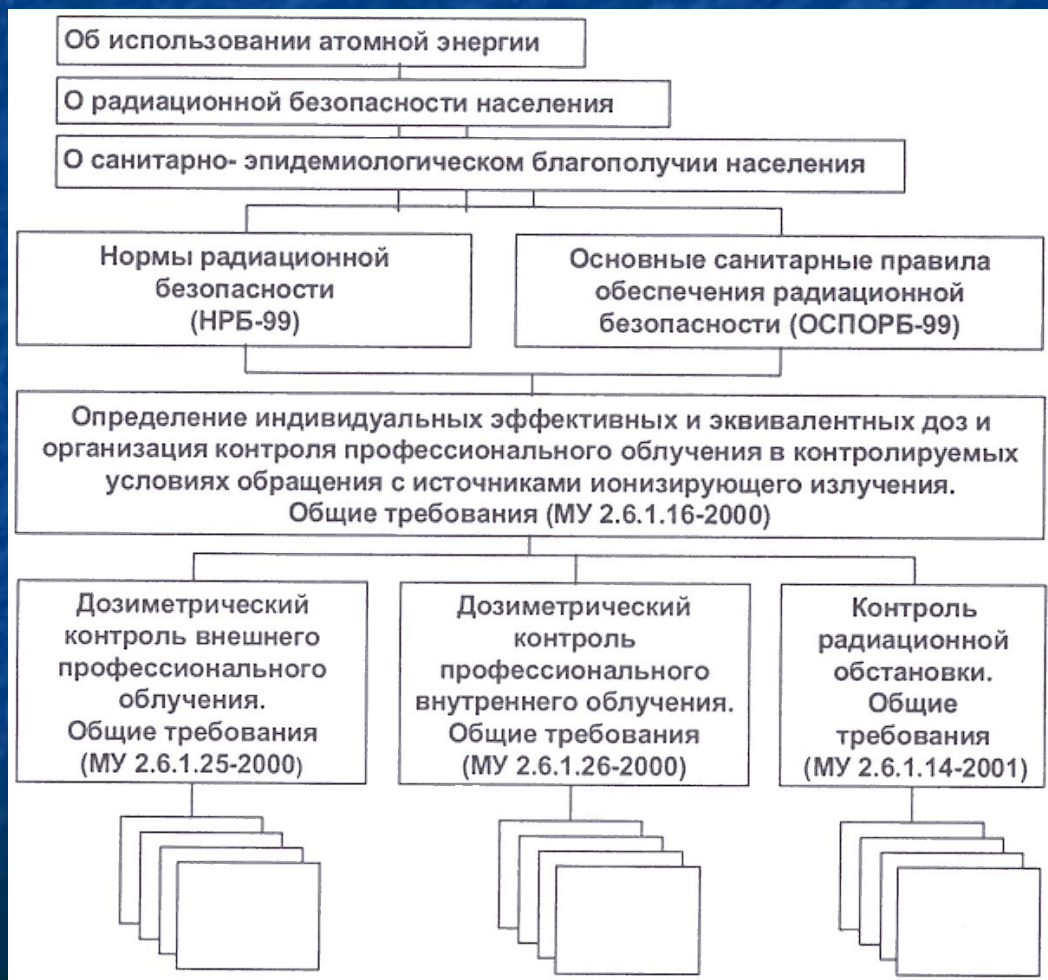 Об использовании атомной энергии
О радиационной безопасности населения
О санитарно- эпидемиологическом благополучии населения
Нормы радиационной
безопасности
(НРБ-99)
Основные санитарные правила
обеспечения радиационной
безопасности (ОСПОРБ-99)
Определение индивидуальных эффективных и эквивалентных доз и
организация контроля профессионального облучения в контролируемых
условиях обращения с источниками ионизирующего излучения.
Общие требования (МУ 2.6.1.16-2000)
Дозиметрический
контроль внешнего
профессионального
облучения.
Общие требования
(МУ 2.6.1.25-2000)
Дозиметрический
контроль
профессионального
внутреннего облучения.
Общие требования
(МУ 2.6.1.26-2000)
Контроль
радиационной
обстановки.
Общие
требования
(МУ 2.6.1.14-2001)